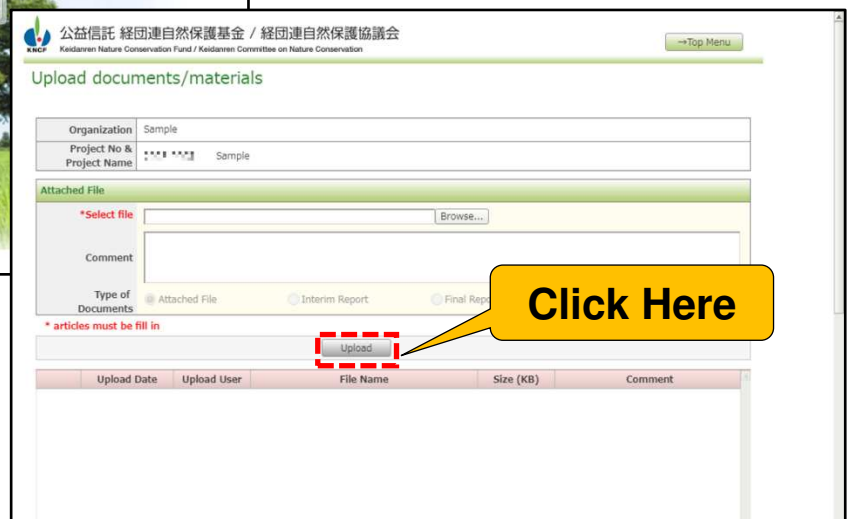 公益信託 経団連自然保護基金 / 経団連自然保護協議会
KNCF Keidanren Nature Conservation Fund / Keidanren Committee on Nature Conservation
→Top Menu
Upload documents/materials
Organization Sample
Project No &
Project Name Sample
Attached File
*Select file Browse...
Comment
Type of
Documents Attached File Interim Report Final
Click Here
* articles must be fill in
Upload
Upload Date Upload User File Name Size (KB) Comment